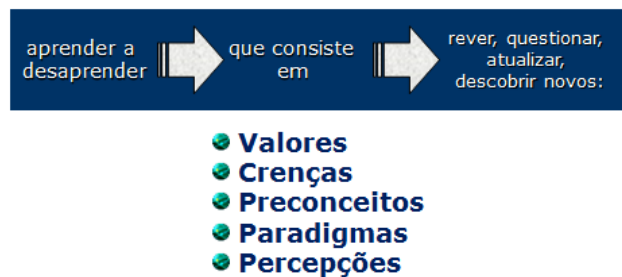 aprender a
desaprender
que consiste
em
rever, questionar,
atualizar,
descobrir novos:
Valores
Crenças
Preconceitos
Paradigmas
Percepções